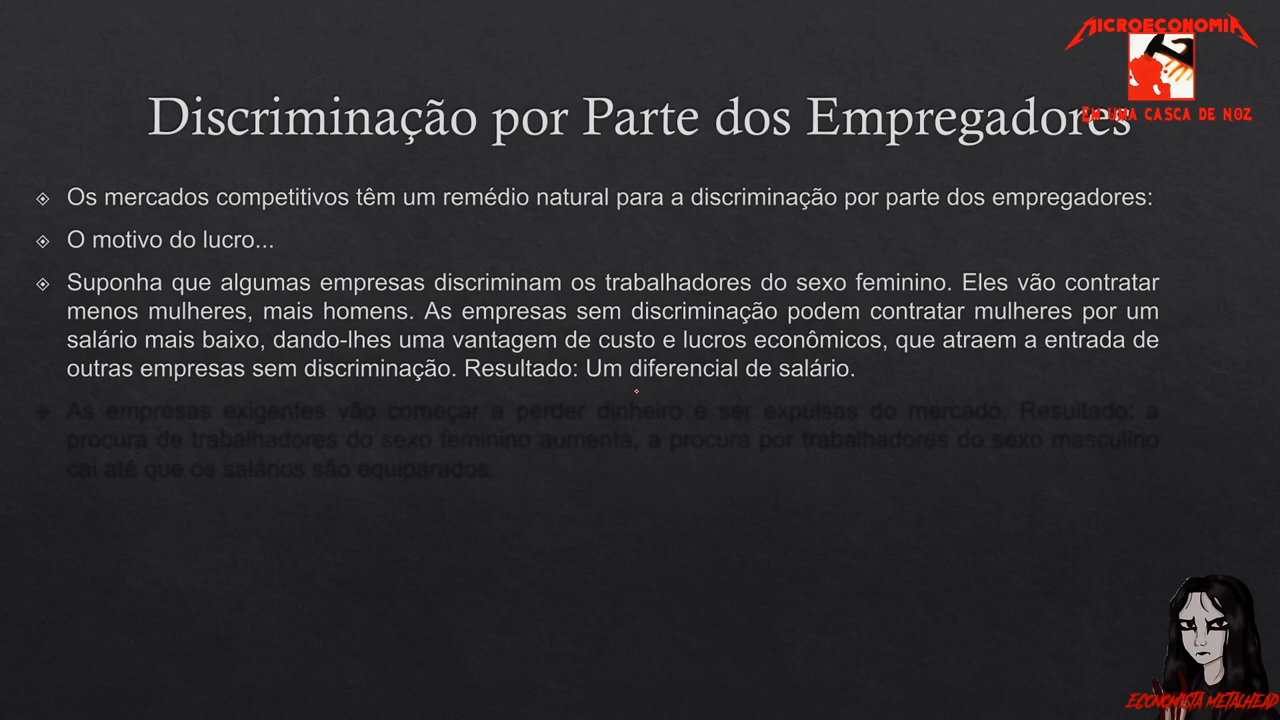 MICROECONOMIA
EM UMA CASCA DE NOZ
Discriminação por Parte dos Empregadores
Os mercados competitivos têm um remédio natural para a discriminação por parte dos empregadores:
O motivo do lucro...
Suponha que algumas empresas discriminam os trabalhadores do sexo feminino. Eles vão contratar
menos mulheres, mais homens. As empresas sem discriminação podem contratar mulheres por um
salário mais baixo, dando-lhes uma vantagem de custo e lucros econômicos, que atraem a entrada de
outras empresas sem discriminação. Resultado: Um diferencial de salário.
As empresas exigentes vão começar a perder dinheiro e ser expulsas do mercado. Resultado: a
procura de trabalhadores do sexo feminino aumenta, a procura por trabalhadores do sexo masculino
cai até que os salários são equiparados.
ECONOMISTA METALHEAD